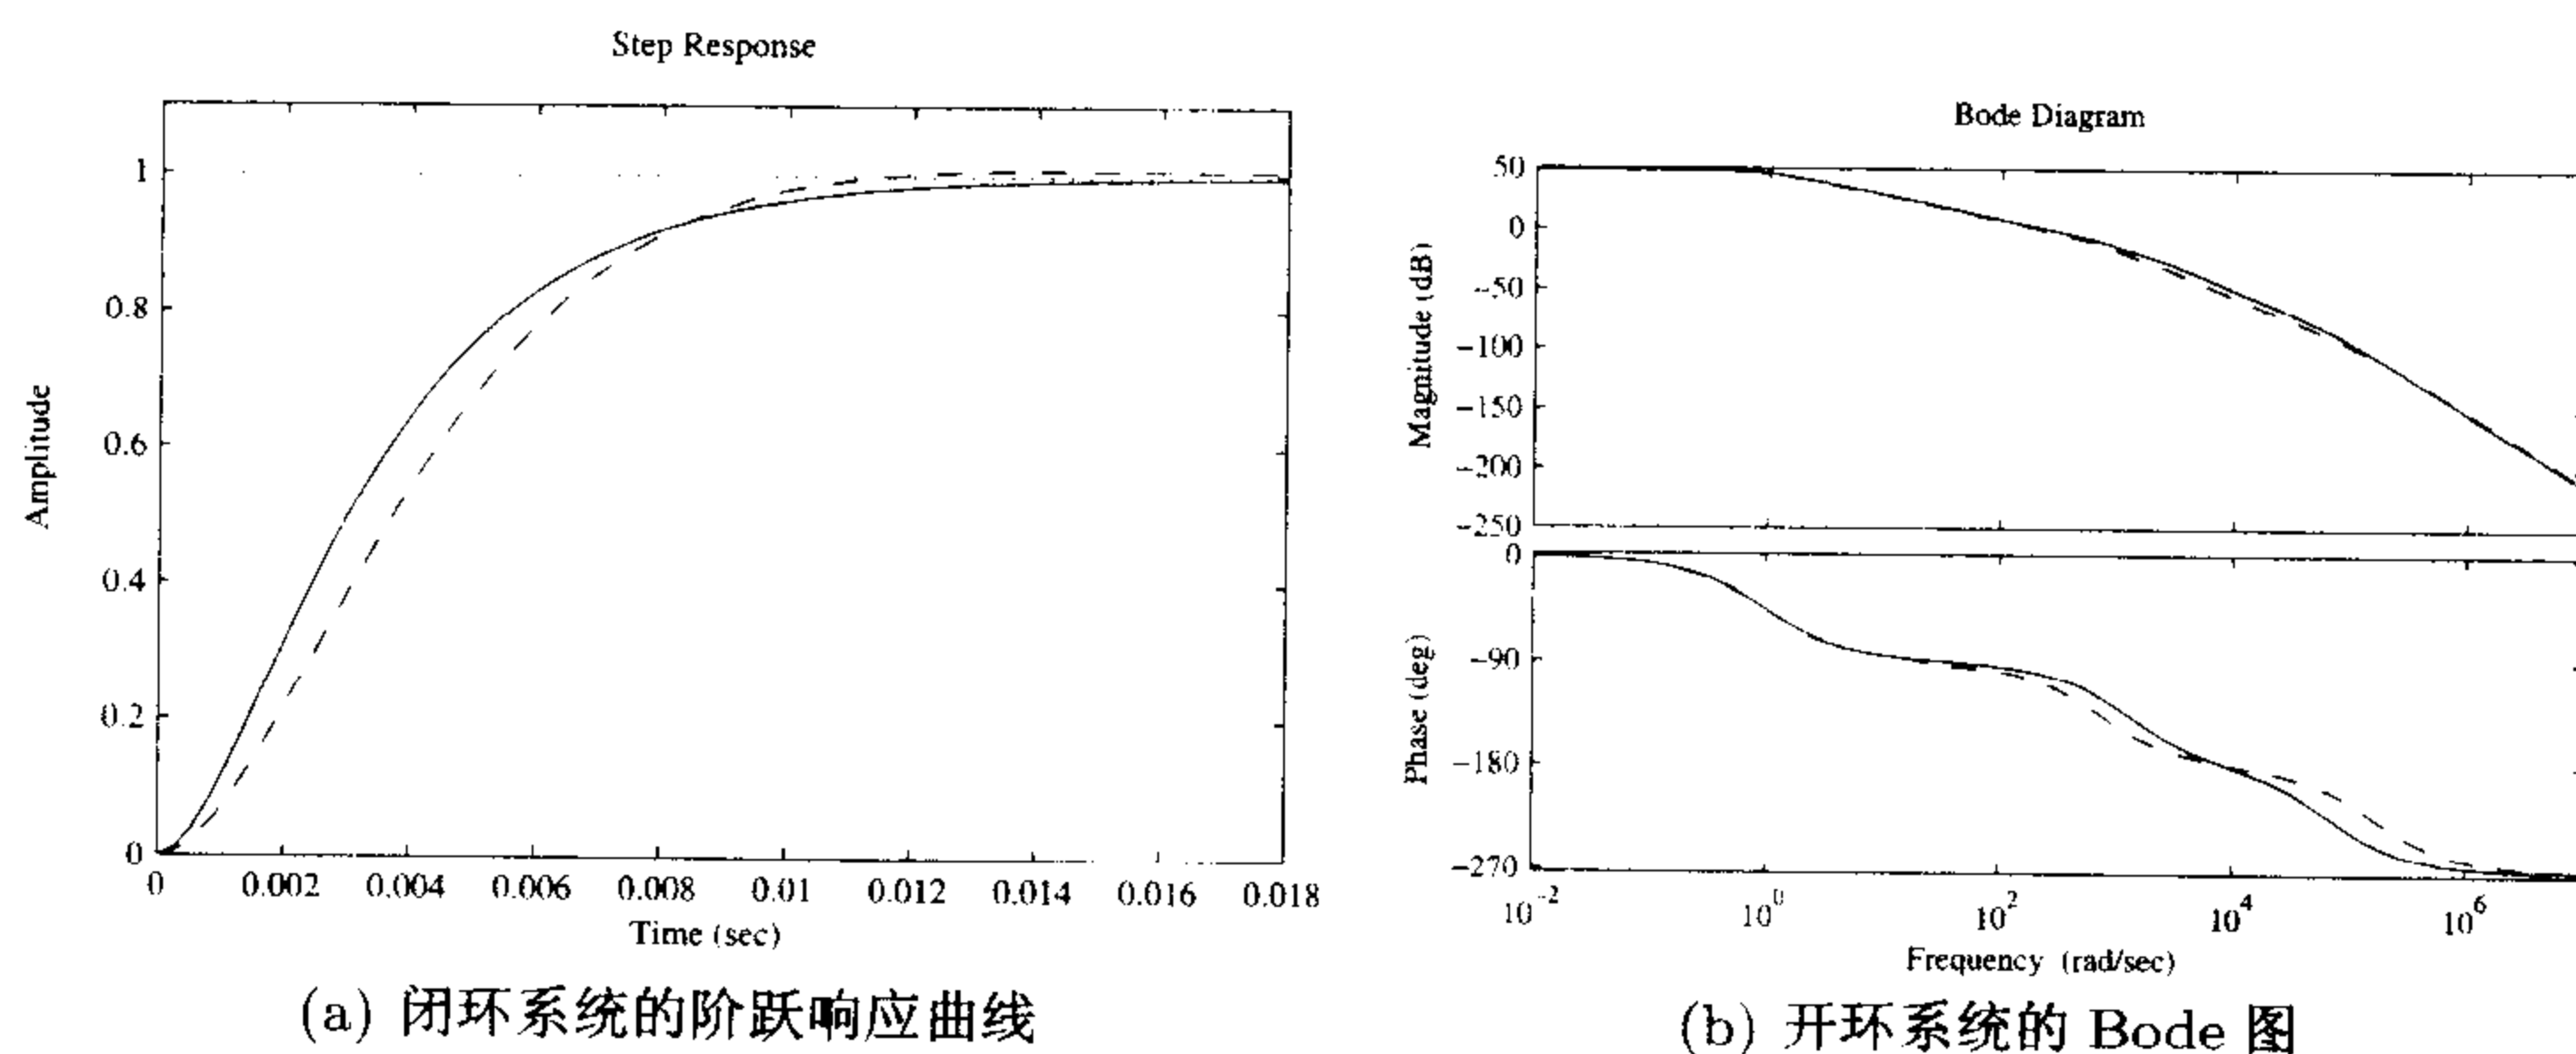 Step Response
Amplitude
1
0.8
0.6
0.4
0.2
0
0 0.002 0.004 0.006 0.008 0.01 0.012 0.014 0.016 0.018
Time (sec)
(a) 闭环系统的阶跃响应曲线
Bode Diagram
Magnitude (dB)
50
0
-50
-100
-150
-200
-250
Phase (deg)
0
-90
-180
-270
10^-2 10^0 10^2 10^4 10^6
Frequency (rad/sec)
(b) 开环系统的 Bode 图